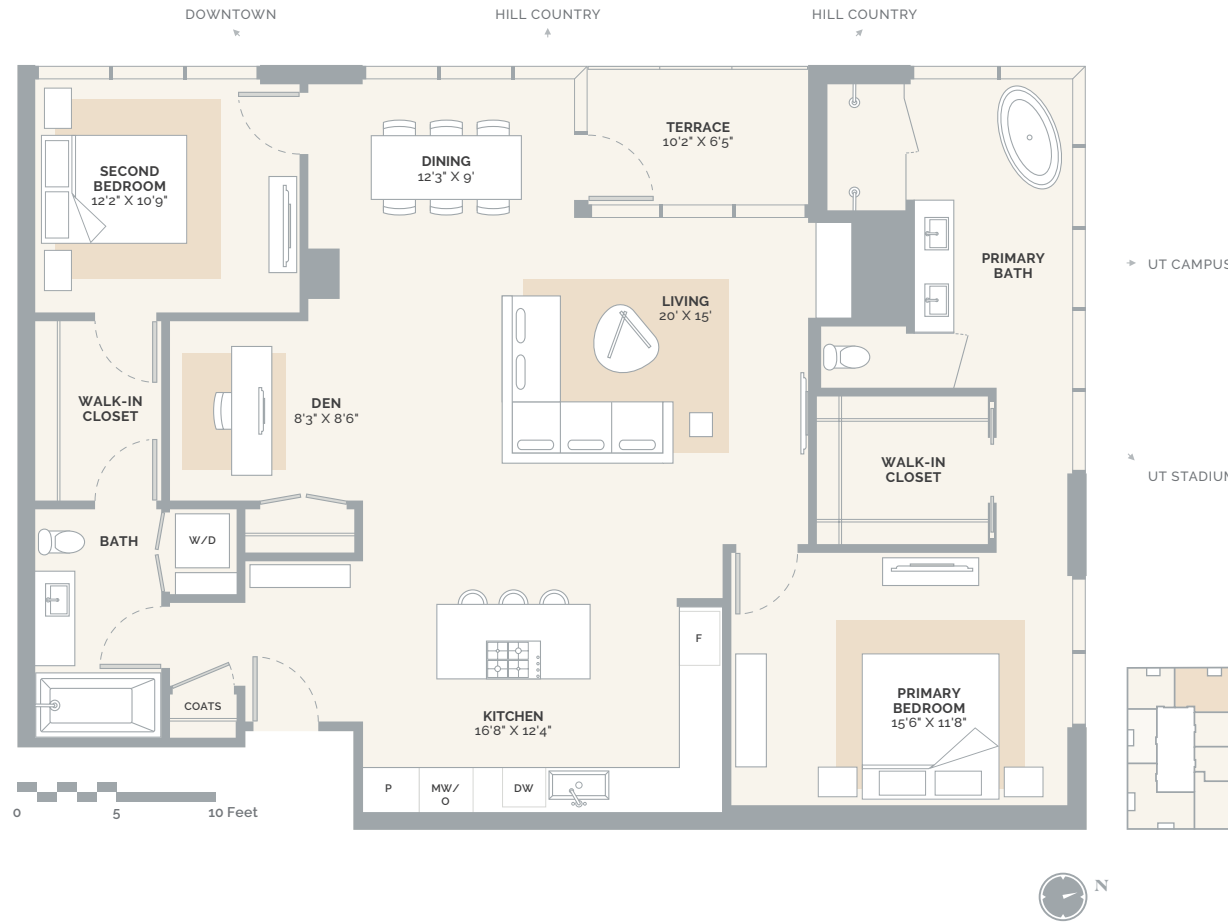 DOWNTOWN
HILL COUNTRY
HILL COUNTRY
TERRACE
10'2" X 6'5"
DINING
12'3" X 9'
SECOND
BEDROOM
12'2" X 10'9"
PRIMARY
BATH
UT CAMPUS
LIVING
20' X 15'
WALK-IN
CLOSET
DEN
8'3" X 8'6"
WALK-IN
CLOSET
UT STADIUM
BATH
W/D
F
COATS
KITCHEN
16'8" X 12'4"
PRIMARY
BEDROOM
15'6" X 11'8"
P
MW/
O
DW
0
5
10 Feet
N